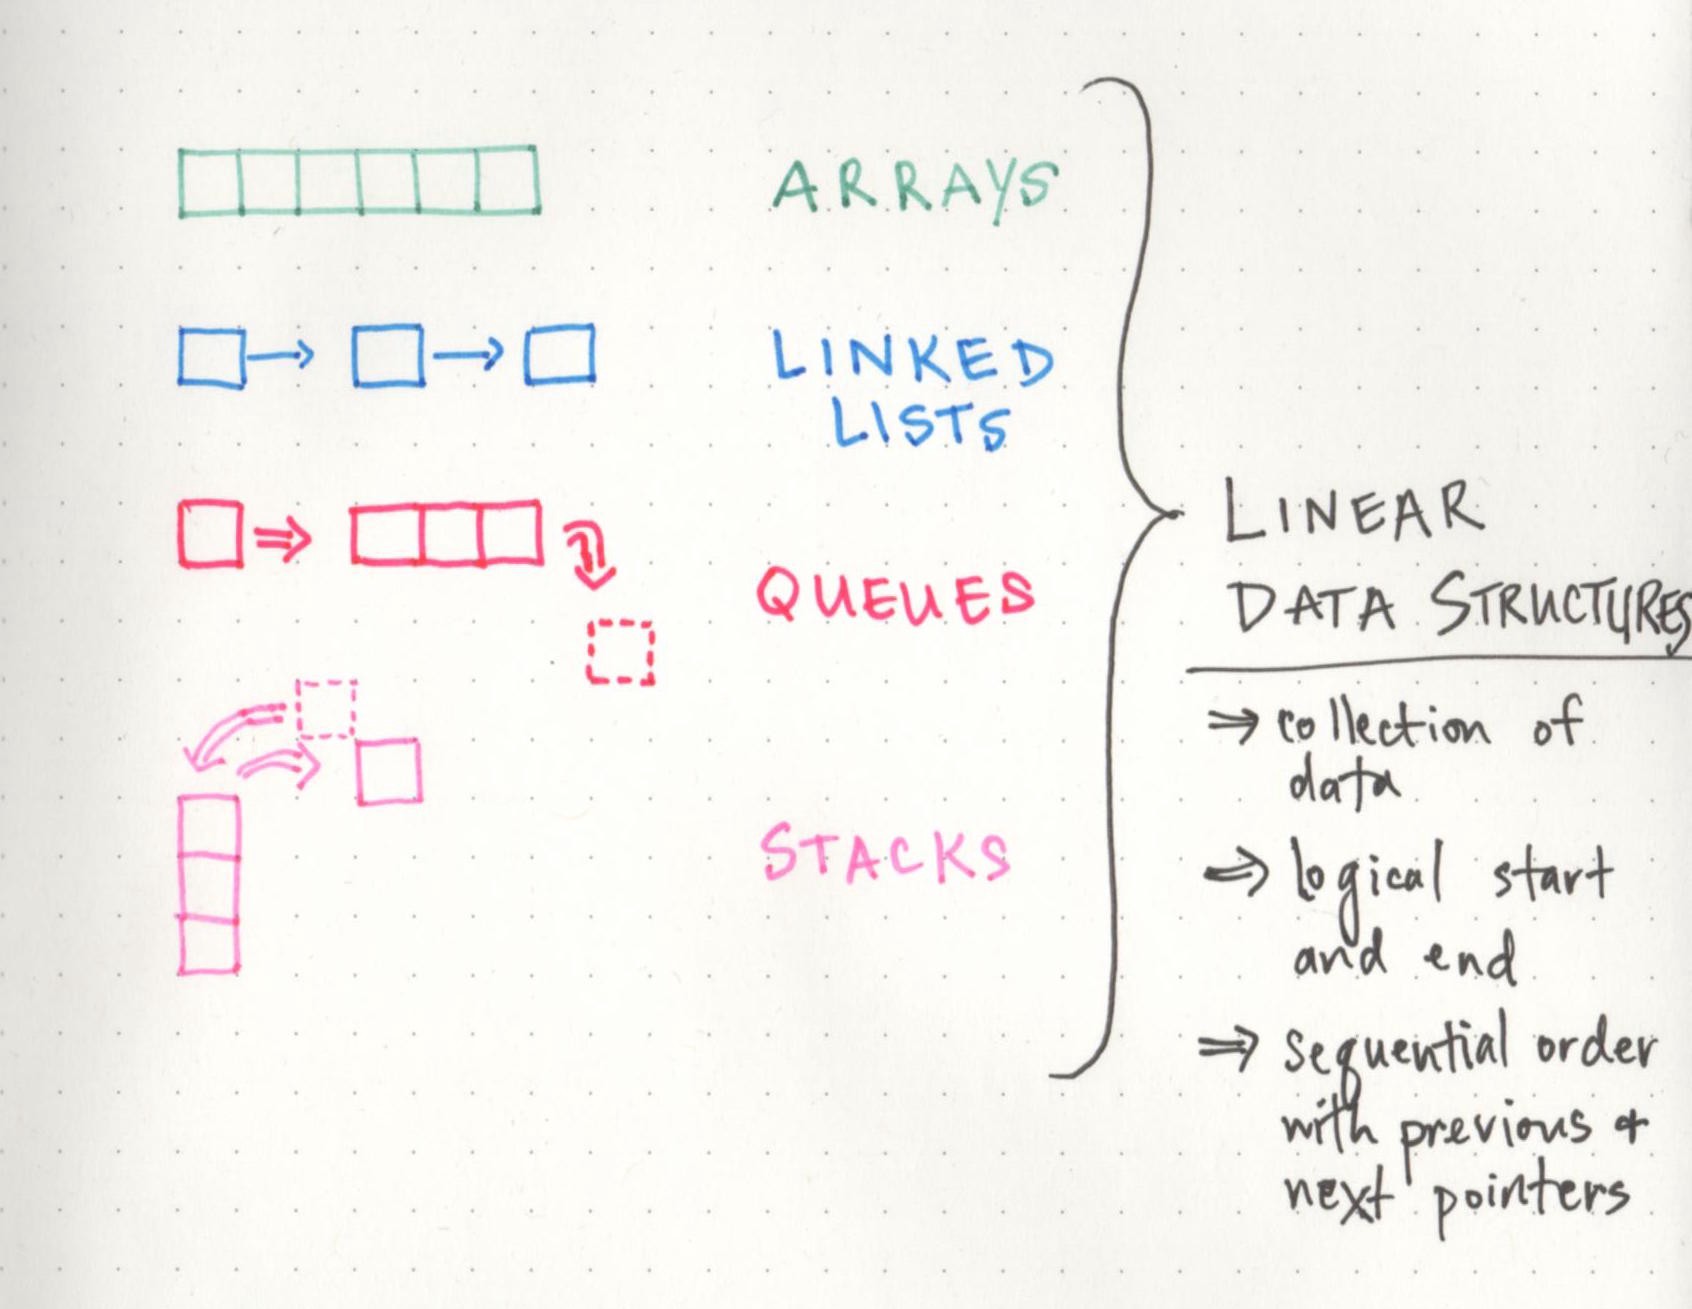 ARRAYS
LINKED
LISTS
QUEUES
STACKS
LINEAR
DATA STRUCTURES
⇒ collection of
data
⇒ logical start
and end
⇒ sequential order
with previous +
next pointers